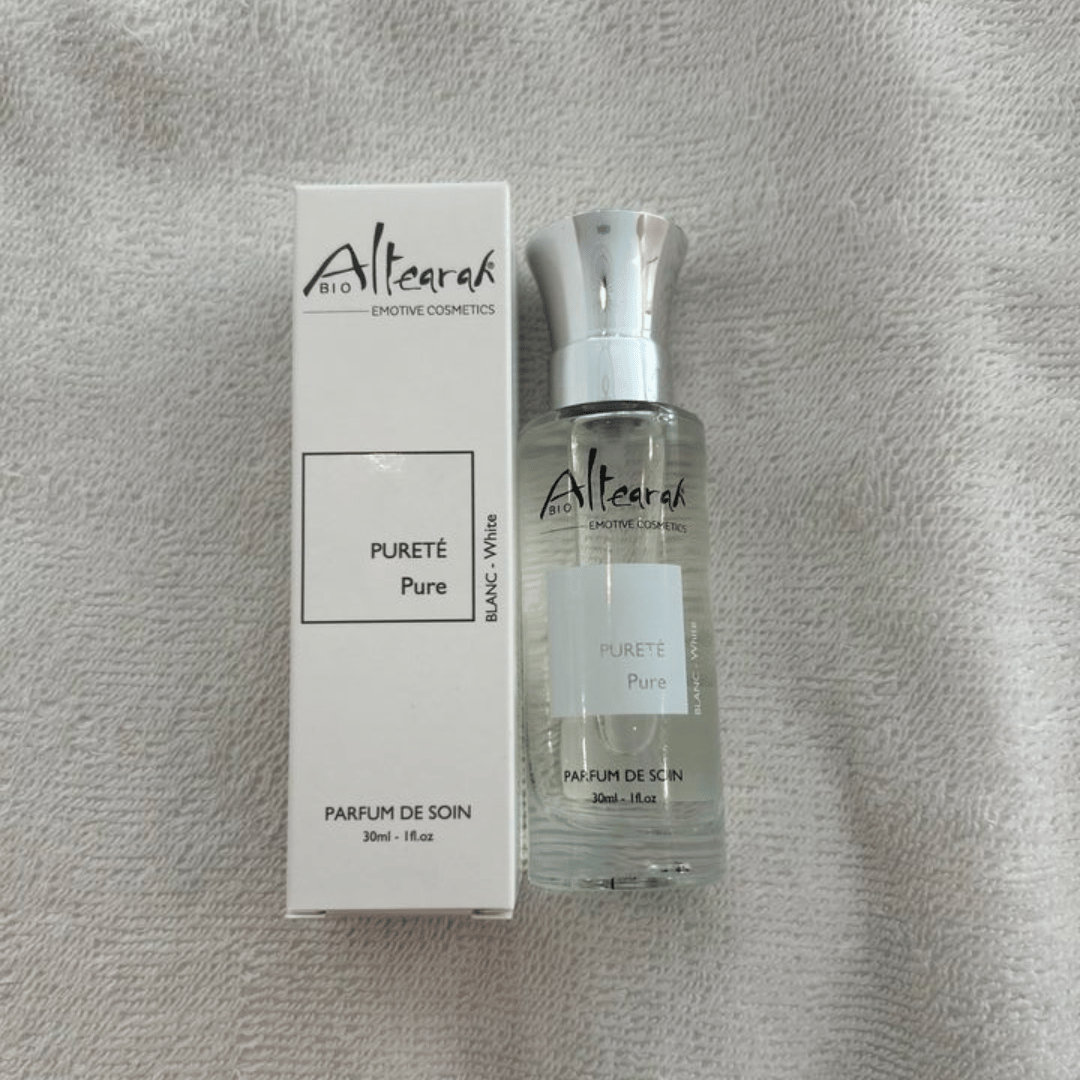 Altearah®
BIO
EMOTIVE COSMETICS
PURETÉ
Pure
BLANC - White
PARFUM DE SOIN
30ml - 1fl.oz
Altearah
BIO
EMOTIVE COSMETICS
PURETÉ
Pure
BLANC - White
PARFUM DE SOIN
30ml - 1fl.oz